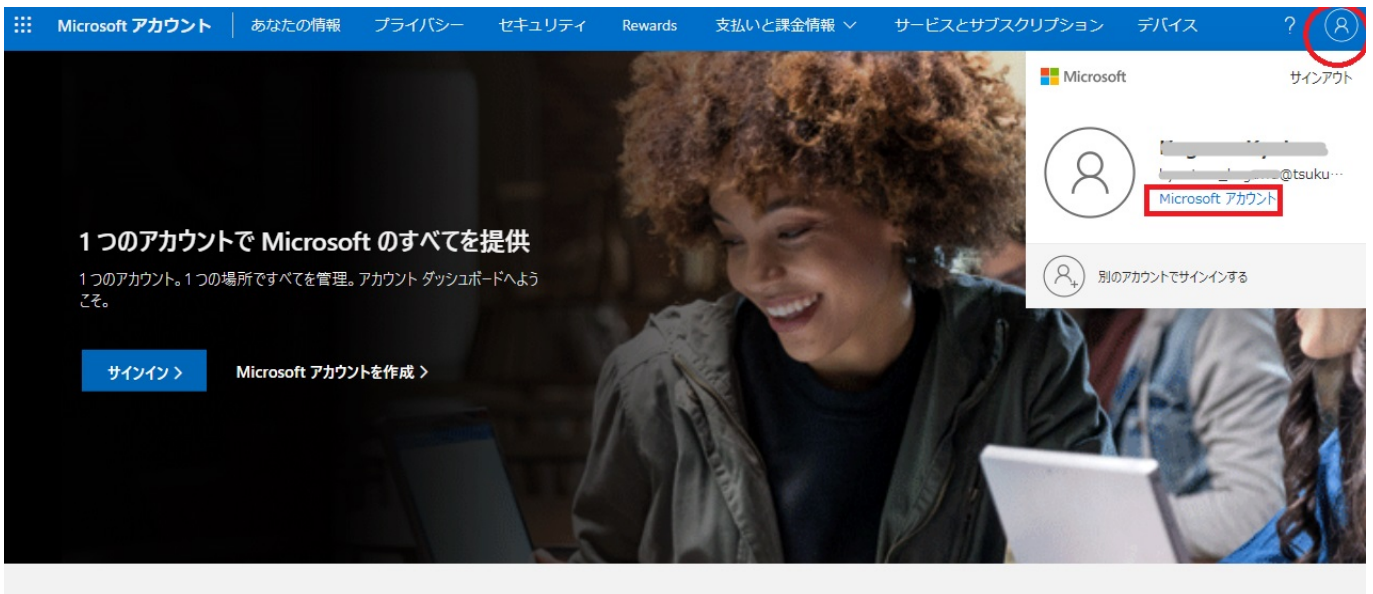 Microsoft アカウント
あなたの情報
プライバシー
セキュリティ
Rewards
支払いと課金情報
サービスとサブスクリプション
デバイス
?
Microsoft
サインアウト
@tsuku…
Microsoft アカウント
別のアカウントでサインインする
1 つのアカウントで Microsoft のすべてを提供
1 つのアカウント。1 つの場所ですべてを管理。アカウント ダッシュボードへよう
こそ。
サインイン >
Microsoft アカウントを作成 >